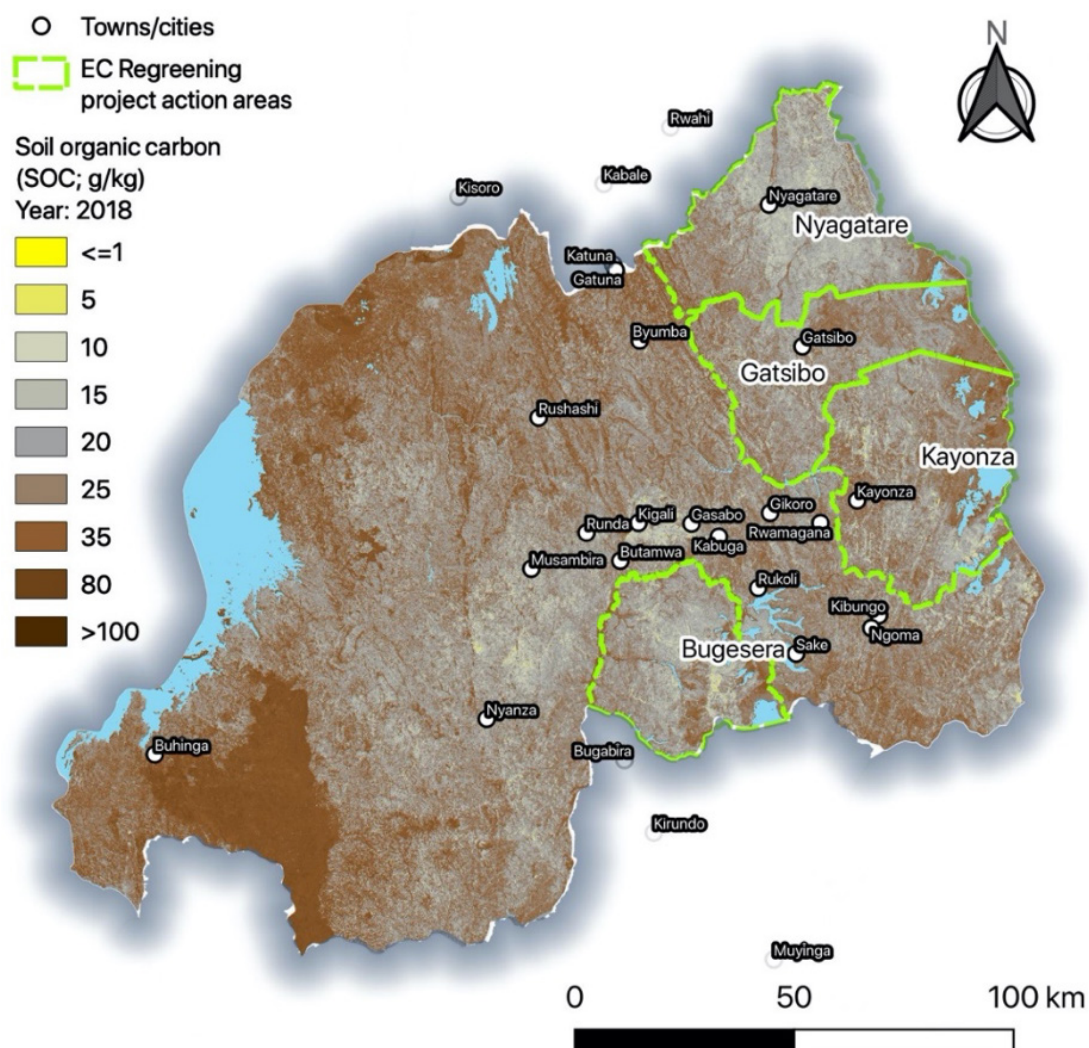 Towns/cities
EC Regreening
project action areas
Soil organic carbon
(SOC; g/kg)
Year: 2018
<=1
5
10
15
20
25
35
80
>100
N
Rwahi
Kabale
Kisoro
Nyagatare
Nyagatare
Katuna
Gatuna
Byumba
Gatsibo
Gatsibo
Rushashi
Kayonza
Kayonza
Gikoro
Kigali
Gasabo
Runda
Rwamagana
Kabuga
Butamwa
Musambira
Rukoli
Kibungo
Ngoma
Bugesera
Sake
Nyanza
Buhinga
Bugabira
Kirundo
Muyinga
0 50 100 km